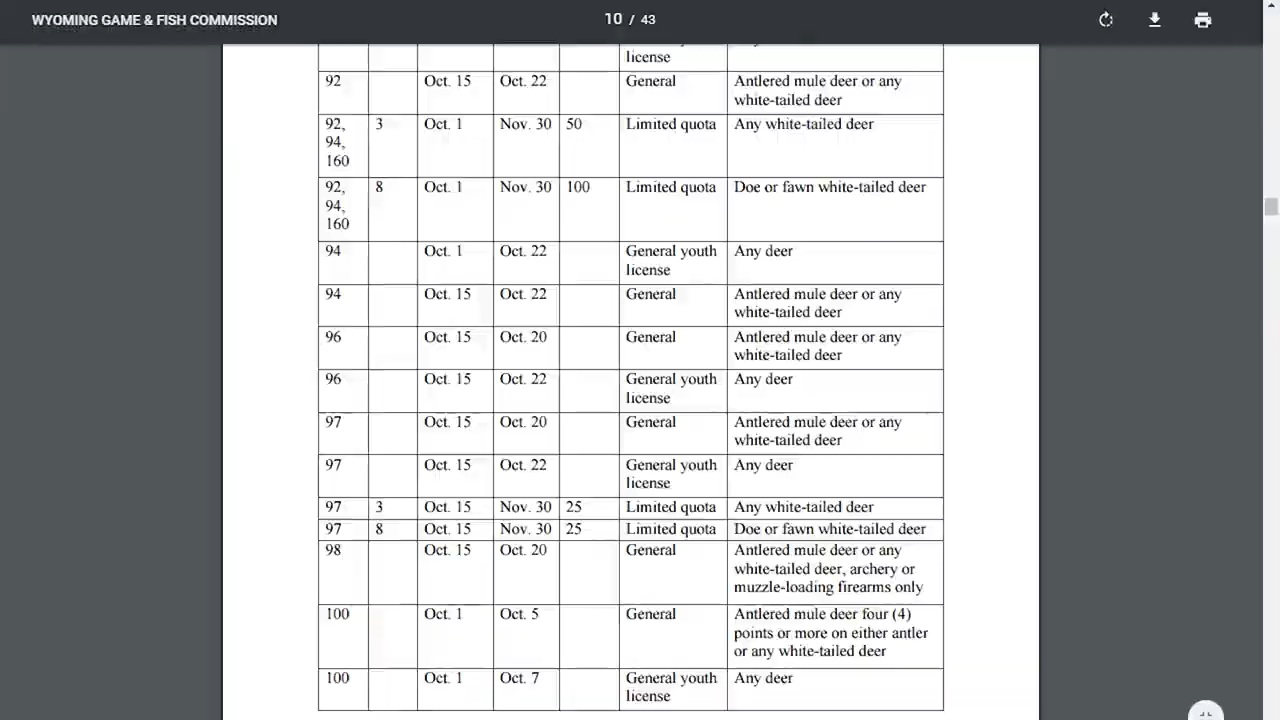 WYOMING GAME & FISH COMMISSION
10 / 43
license
92 Oct. 15 Oct. 22 General Antlered mule deer or any
white-tailed deer
92, 3 Oct. 1 Nov. 30 50 Limited quota Any white-tailed deer
94,
160
92, 8 Oct. 1 Nov. 30 100 Limited quota Doe or fawn white-tailed deer
94,
160
94 Oct. 1 Oct. 22 General youth Any deer
license
94 Oct. 15 Oct. 22 General Antlered mule deer or any
white-tailed deer
96 Oct. 15 Oct. 20 General Antlered mule deer or any
white-tailed deer
96 Oct. 15 Oct. 22 General youth Any deer
license
97 Oct. 15 Oct. 20 General Antlered mule deer or any
white-tailed deer
97 Oct. 15 Oct. 22 General youth Any deer
license
97 3 Oct. 15 Nov. 30 25 Limited quota Any white-tailed deer
97 8 Oct. 15 Nov. 30 25 Limited quota Doe or fawn white-tailed deer
98 Oct. 15 Oct. 20 General Antlered mule deer or any
white-tailed deer, archery or
muzzle-loading firearms only
100 Oct. 1 Oct. 5 General Antlered mule deer four (4)
points or more on either antler
or any white-tailed deer
100 Oct. 1 Oct. 7 General youth Any deer
license